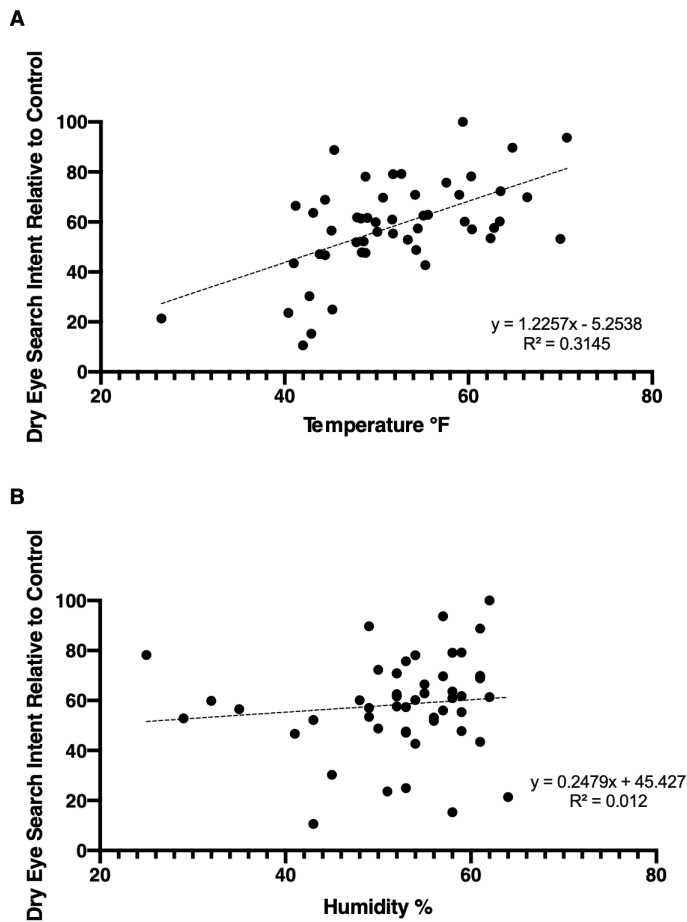 A
Dry Eye Search Intent Relative to Control
100
80
60
40
20
0
20
40
60
80
y = 1.2257x - 5.2538
R² = 0.3145
Temperature °F
B
Dry Eye Search Intent Relative to Control
100
80
60
40
20
0
20
40
60
80
y = 0.2479x + 45.427
R² = 0.012
Humidity %